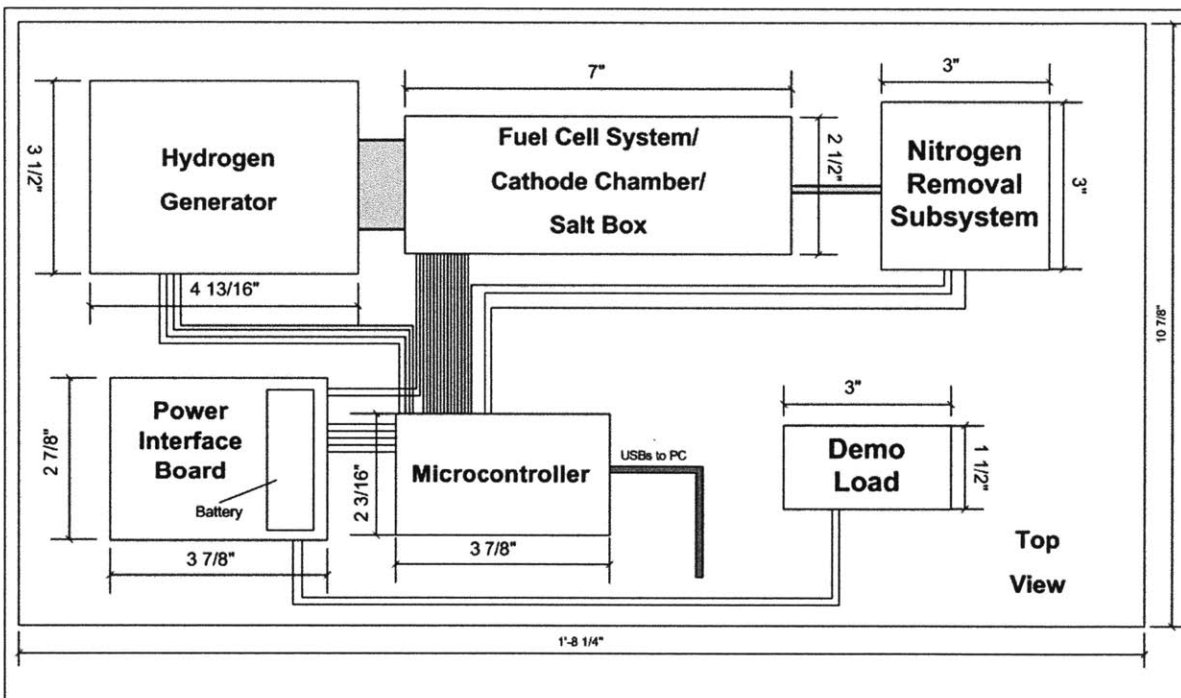 7"
3"
3 1/2"
Hydrogen
Generator
Fuel Cell System/
Cathode Chamber/
Salt Box
2 1/2"
Nitrogen
Removal
Subsystem
3"
4 13/16"
10 7/8"
2 7/8"
Power
Interface
Board
Battery
3 7/8"
2 3/16"
Microcontroller
3 7/8"
USBs to PC
3"
Demo
Load
1 1/2"
Top
View
1'-8 1/4"